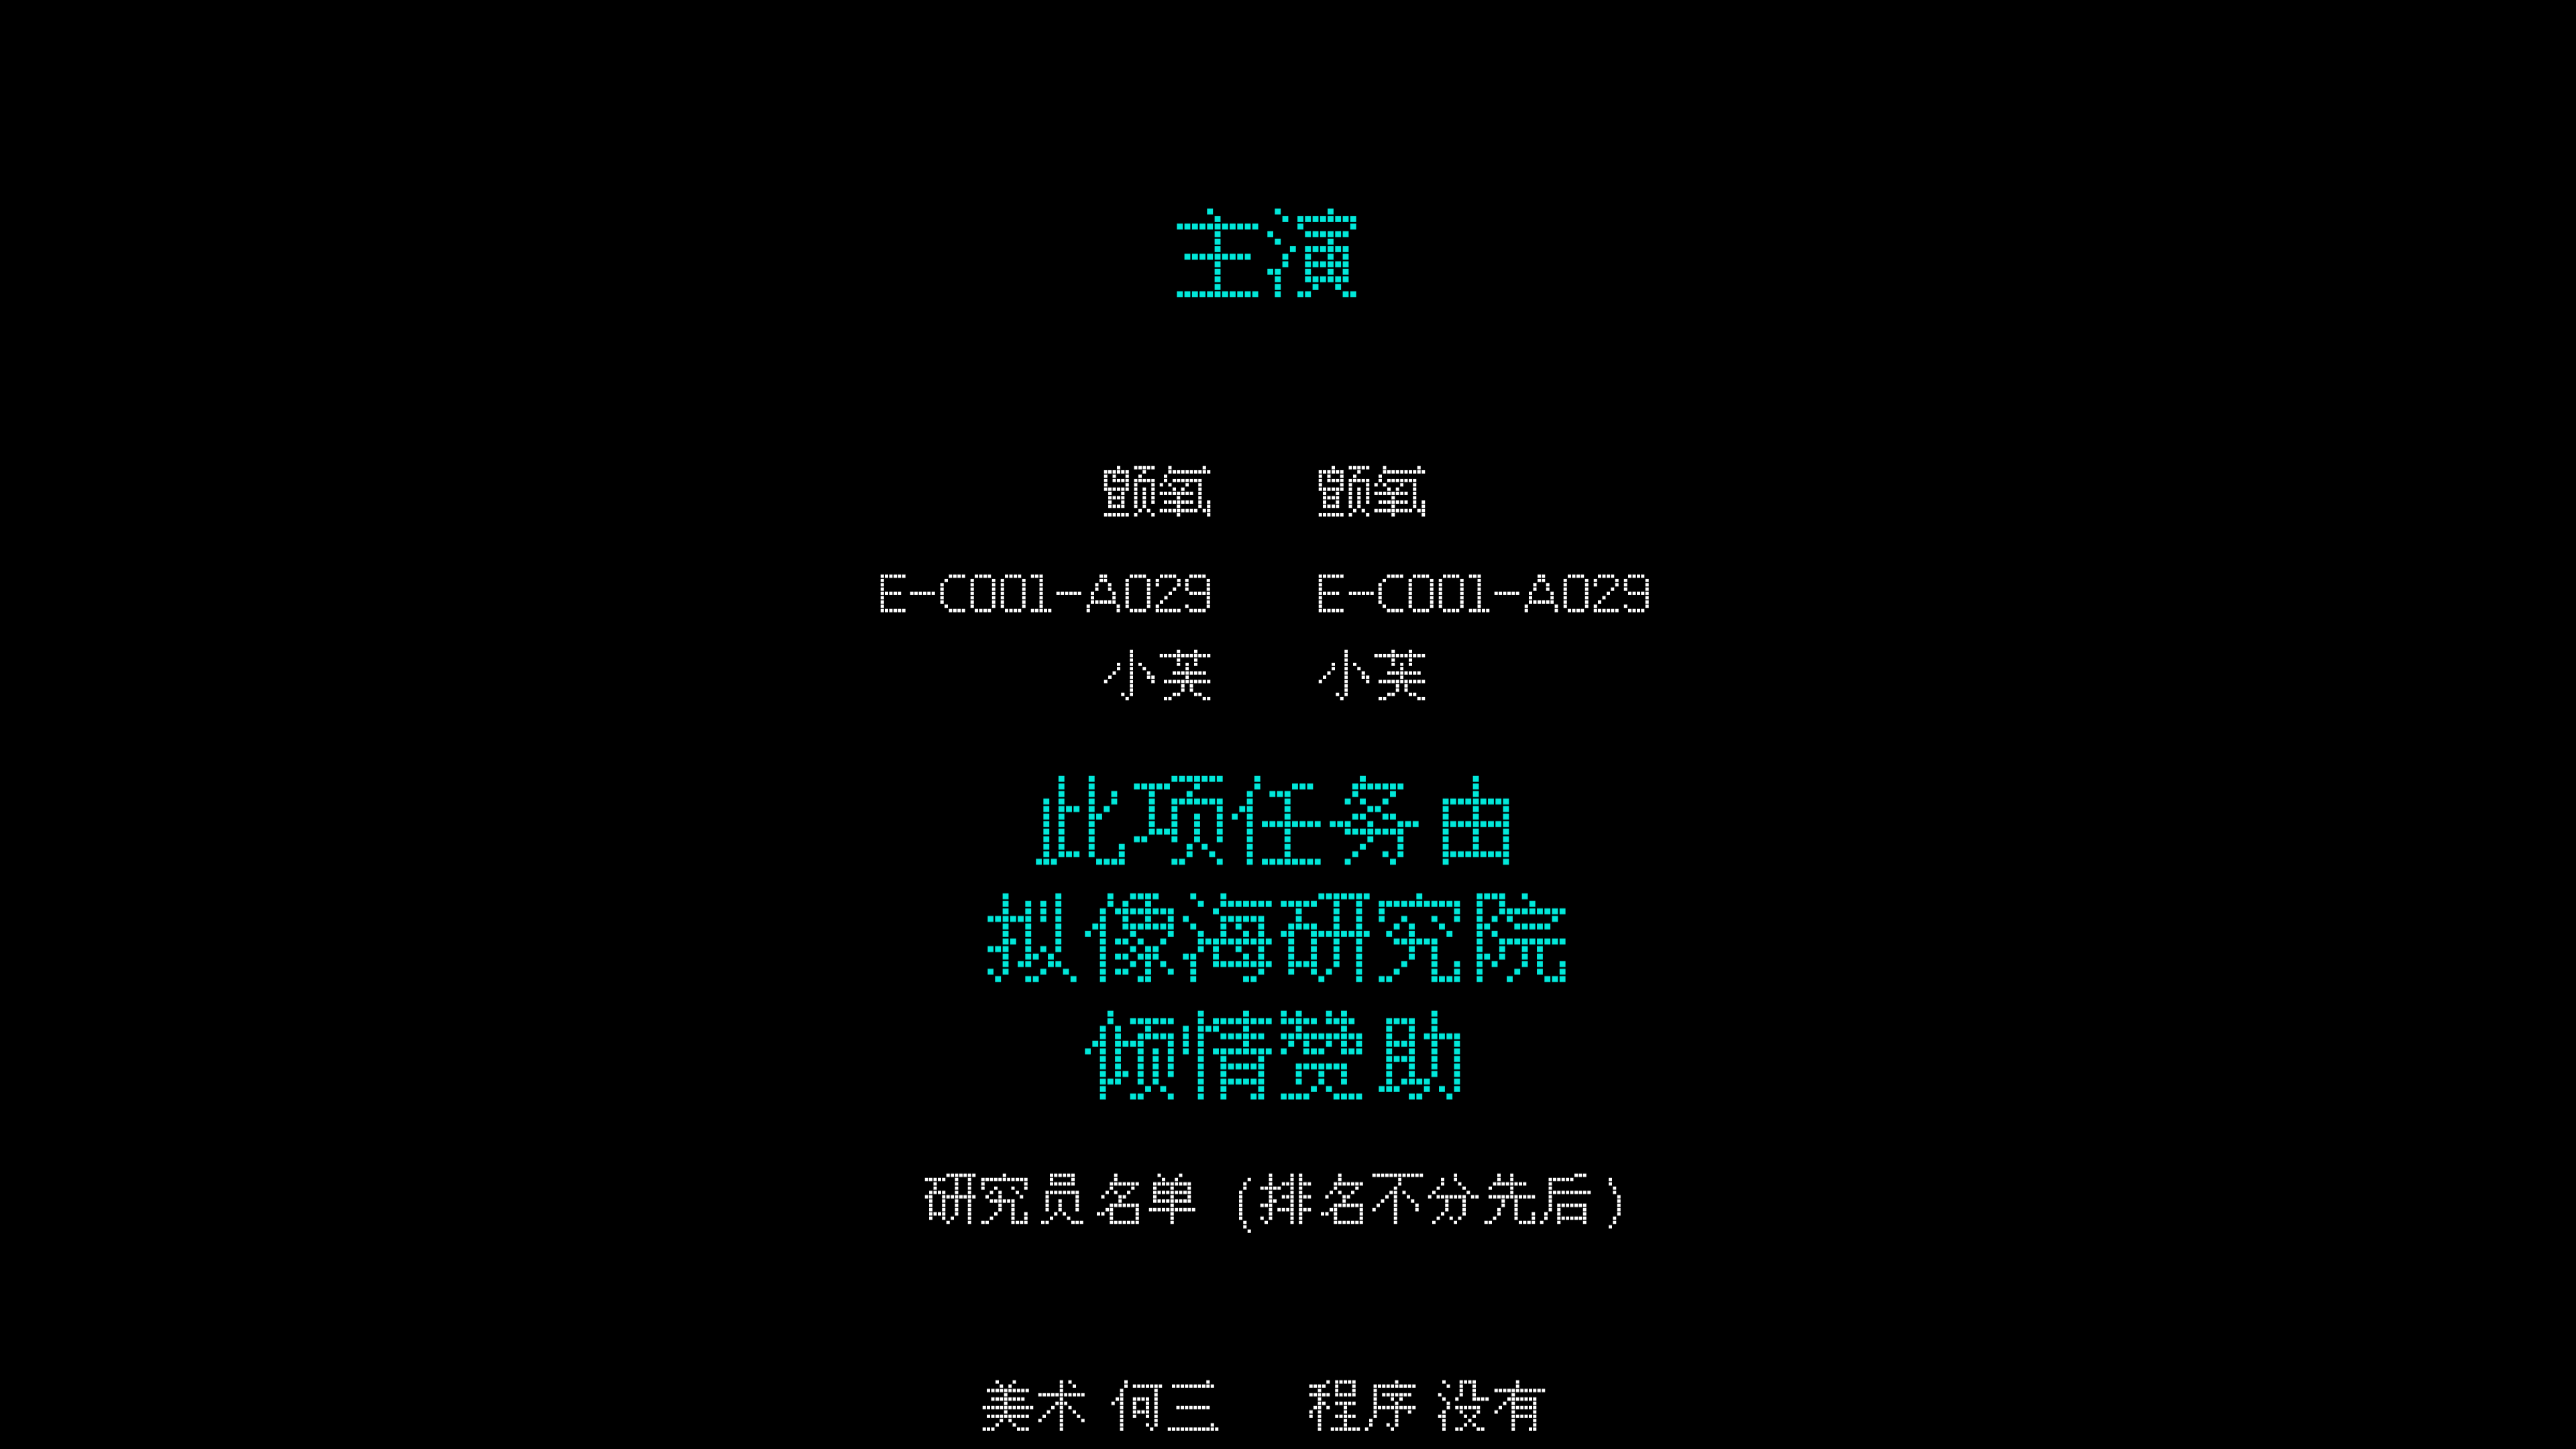 主演
颤氧 颤氧
E-C001-A029 E-C001-A029
小芙 小芙
此项任务由
拟像海研究院
倾情赞助
研究员名单 (排名不分先后)
美术 何三 程序 没有